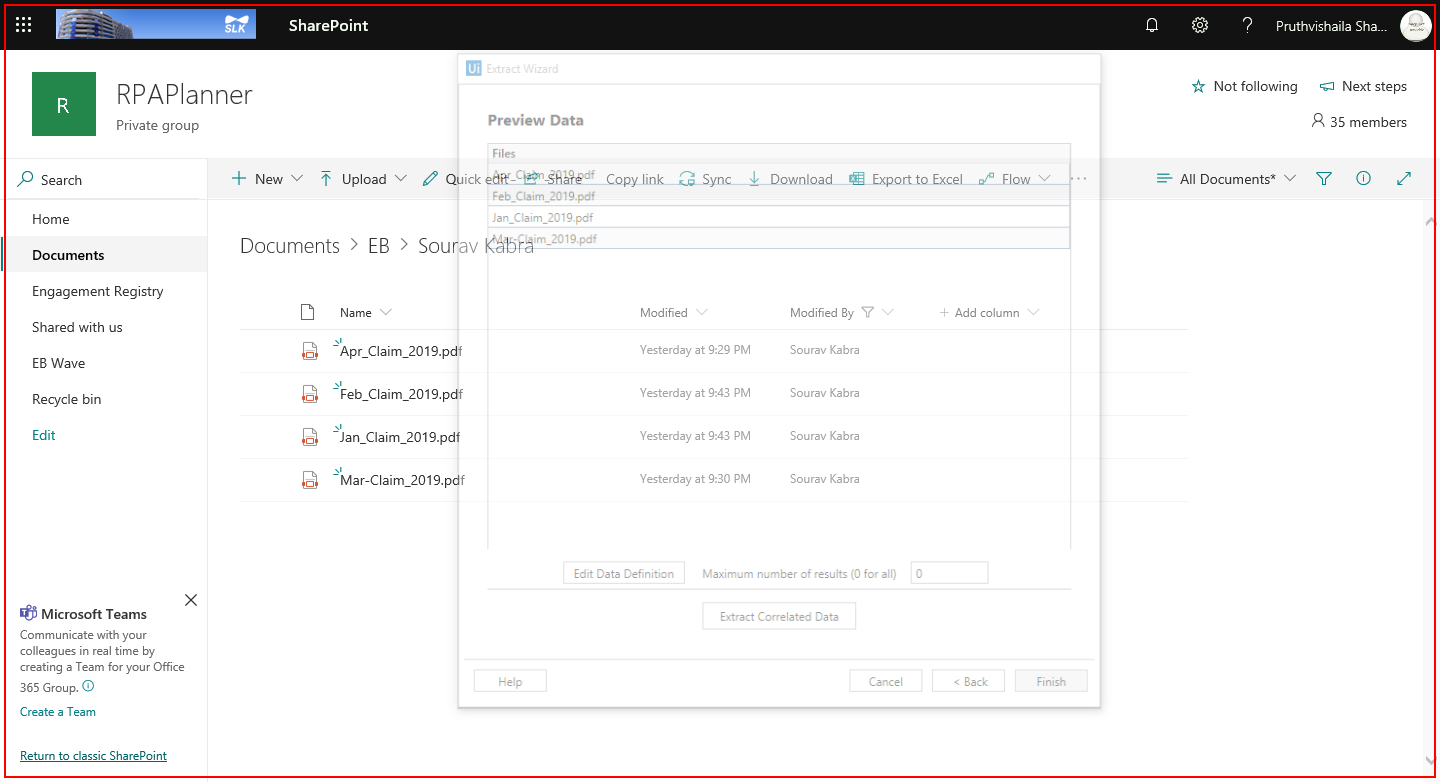 SLK
SharePoint
Pruthvishaila Sha...
R
RPAPlanner
Private group
Not following
Next steps
35 members
Search
Home
Documents
Engagement Registry
Shared with us
EB Wave
Recycle bin
Edit
New
Upload
Quick edit
Share
Copy link
Sync
Download
Export to Excel
Flow
...
All Documents*
Documents > EB > Sourav Kabra
Name
Modified
Modified By
+ Add column
Apr_Claim_2019.pdf
Yesterday at 9:29 PM
Sourav Kabra
Feb_Claim_2019.pdf
Yesterday at 9:43 PM
Sourav Kabra
Jan_Claim_2019.pdf
Yesterday at 9:43 PM
Sourav Kabra
Mar-Claim_2019.pdf
Yesterday at 9:30 PM
Sourav Kabra
Ui Extract Wizard
Preview Data
Files
Apr_Claim_2019.pdf
Feb_Claim_2019.pdf
Jan_Claim_2019.pdf
Mar-Claim_2019.pdf
Edit Data Definition
Maximum number of results (0 for all)
0
Extract Correlated Data
Help
Cancel
< Back
Finish
Microsoft Teams
Communicate with your
colleagues in real time by
creating a Team for your Office
365 Group.
Create a Team
Return to classic SharePoint